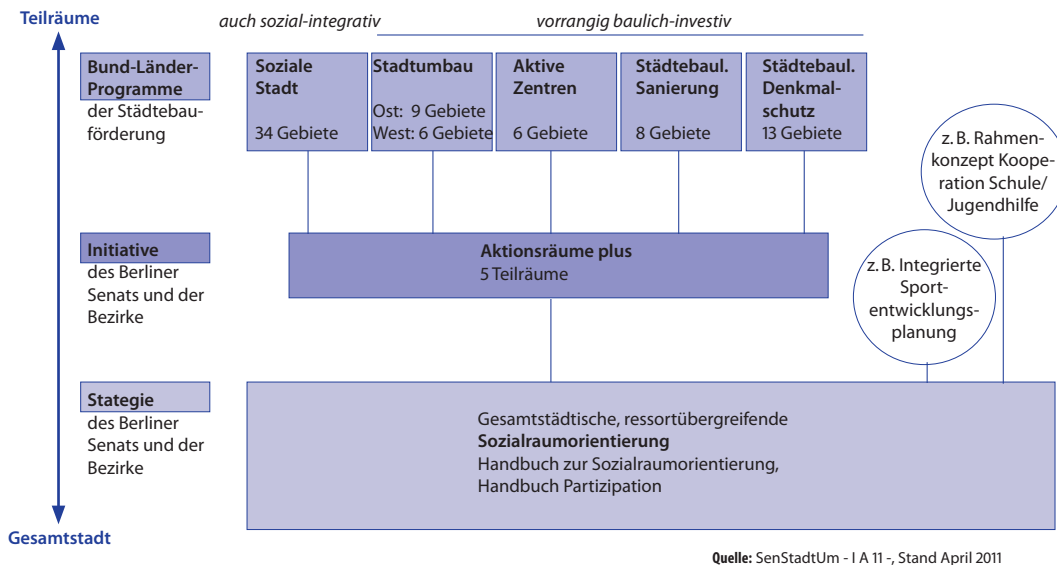 Teilräume
auch sozial-integrativ
vorrangig baulich-investiv
Bund-Länder-
Programme
der Städtebau-
förderung
Soziale
Stadt
34 Gebiete
Stadtumbau
Ost: 9 Gebiete
West: 6 Gebiete
Aktive
Zentren
6 Gebiete
Städtebaul.
Sanierung
8 Gebiete
Städtebaul.
Denkmal-
schutz
13 Gebiete
z. B. Rahmen-
konzept Koope-
ration Schule/
Jugendhilfe
Initiative
des Berliner
Senats und der
Bezirke
Aktionsräume plus
5 Teilräume
z. B. Integrierte
Sport-
entwicklungs-
planung
Stategie
des Berliner
Senats und der
Bezirke
Gesamtstädtische, ressortübergreifende
Sozialraumorientierung
Handbuch zur Sozialraumorientierung,
Handbuch Partizipation
Gesamtstadt
Quelle: SenStadtUm - I A 11 -, Stand April 2011